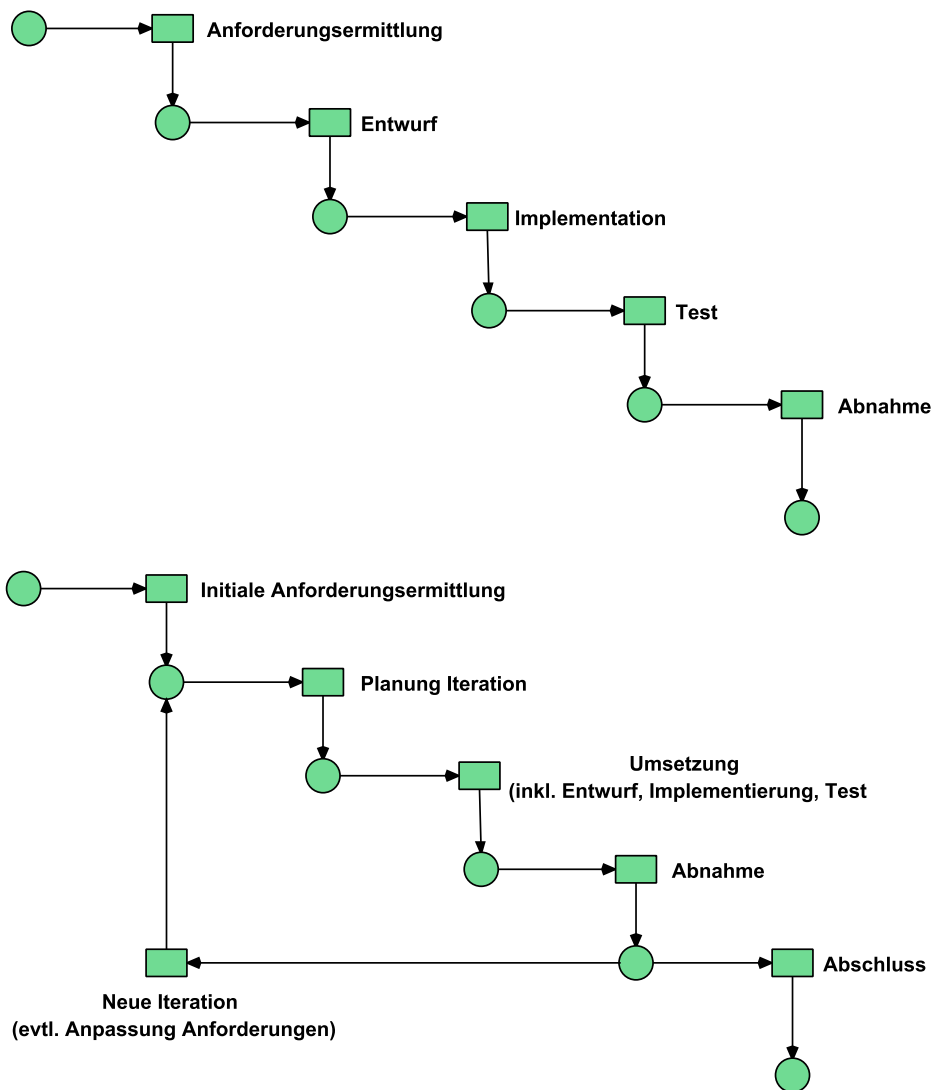 Anforderungsermittlung
Entwurf
Implementation
Test
Abnahme
Initiale Anforderungsermittlung
Planung Iteration
Umsetzung
(inkl. Entwurf, Implementierung, Test
Abnahme
Abschluss
Neue Iteration
(evtl. Anpassung Anforderungen)